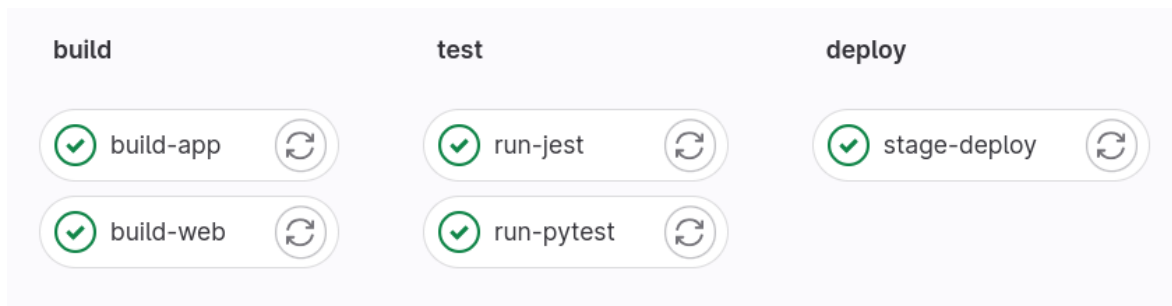 build
build-app
build-web
test
run-jest
run-pytest
deploy
stage-deploy